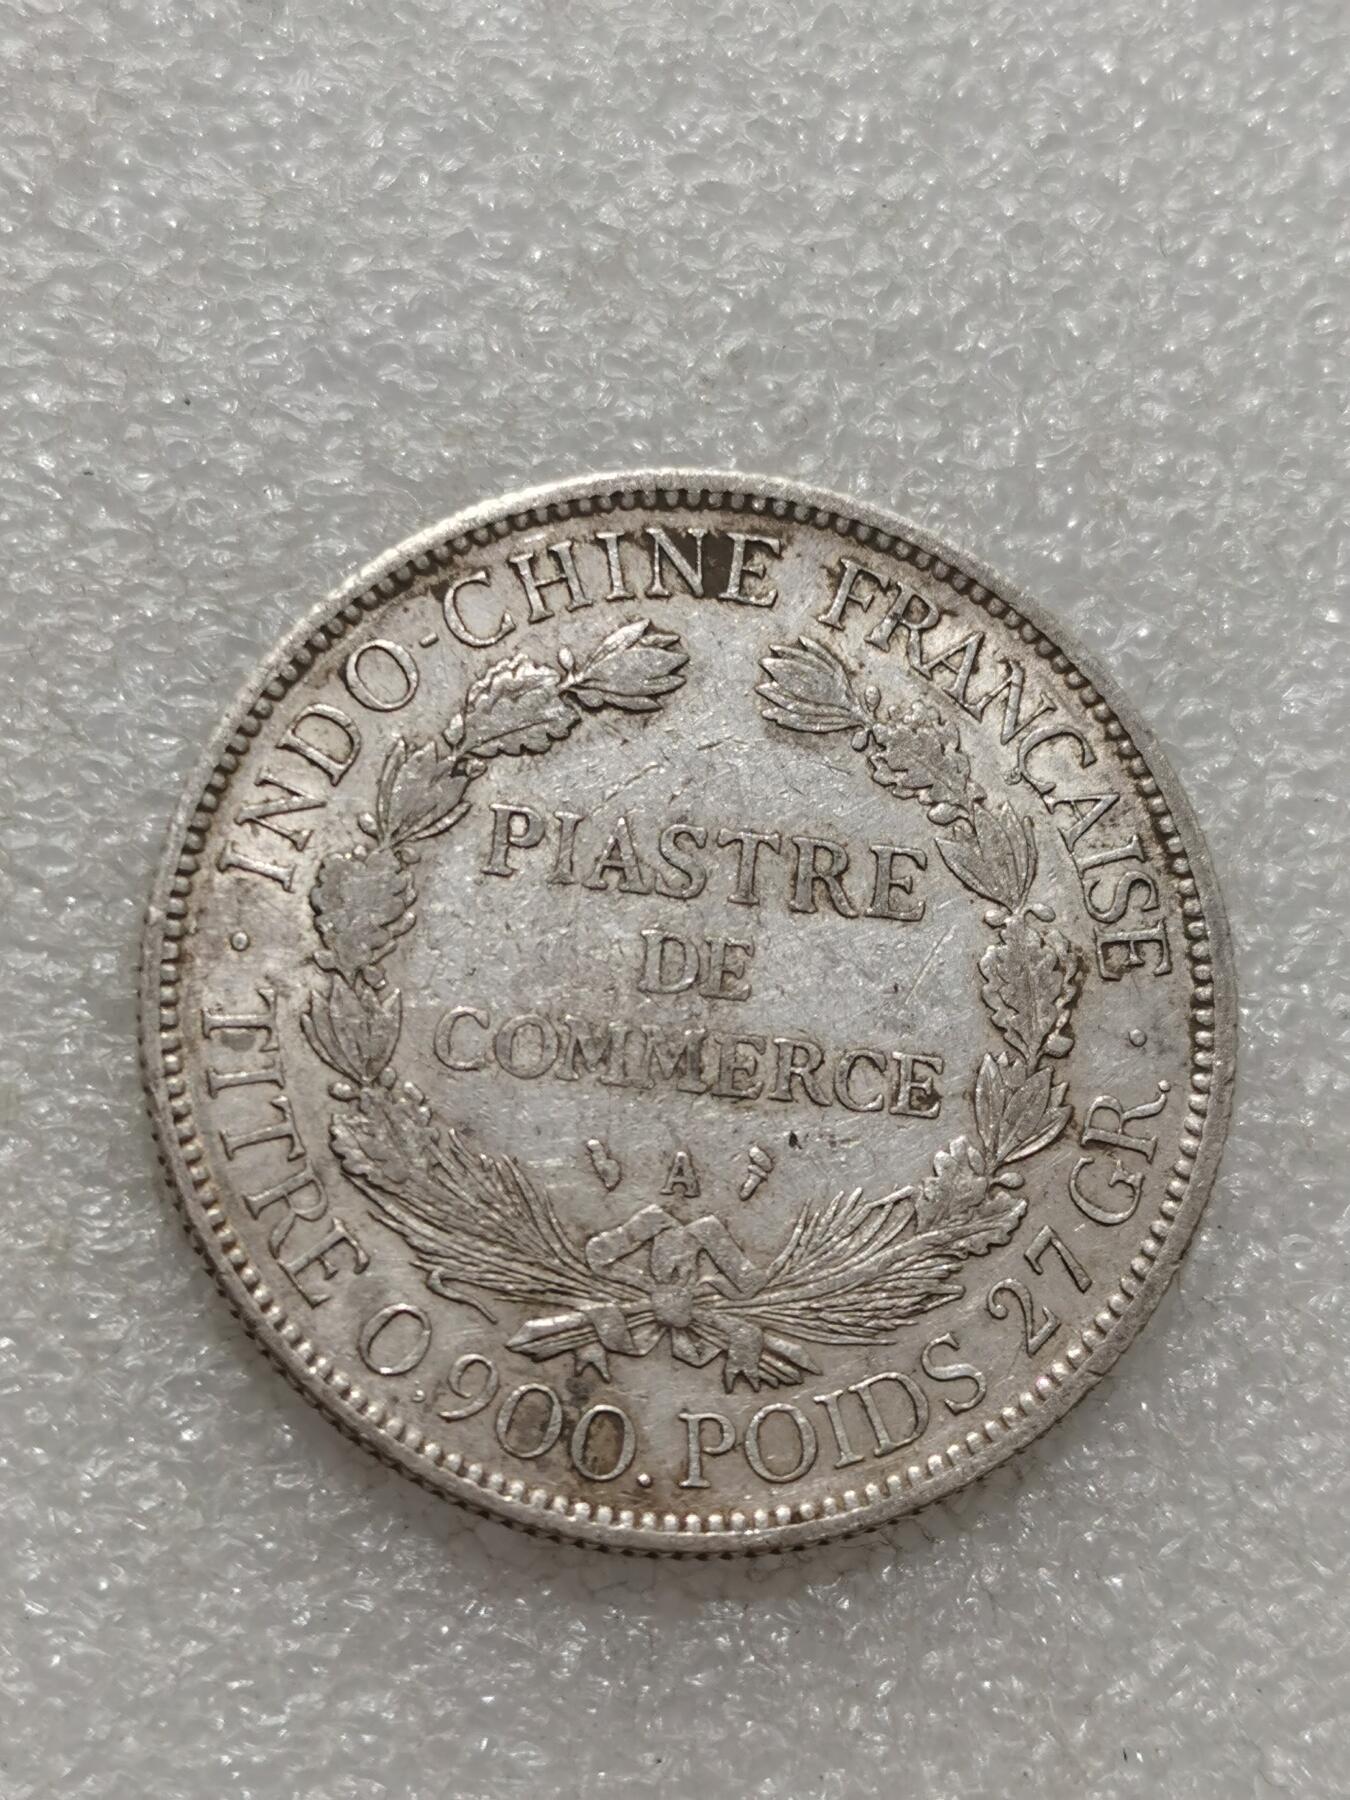 INDO-CHINE FRANÇAISE
PIASTRE
DE
COMMERCE
A
TITRE 0,900. POIDS 27 GR.